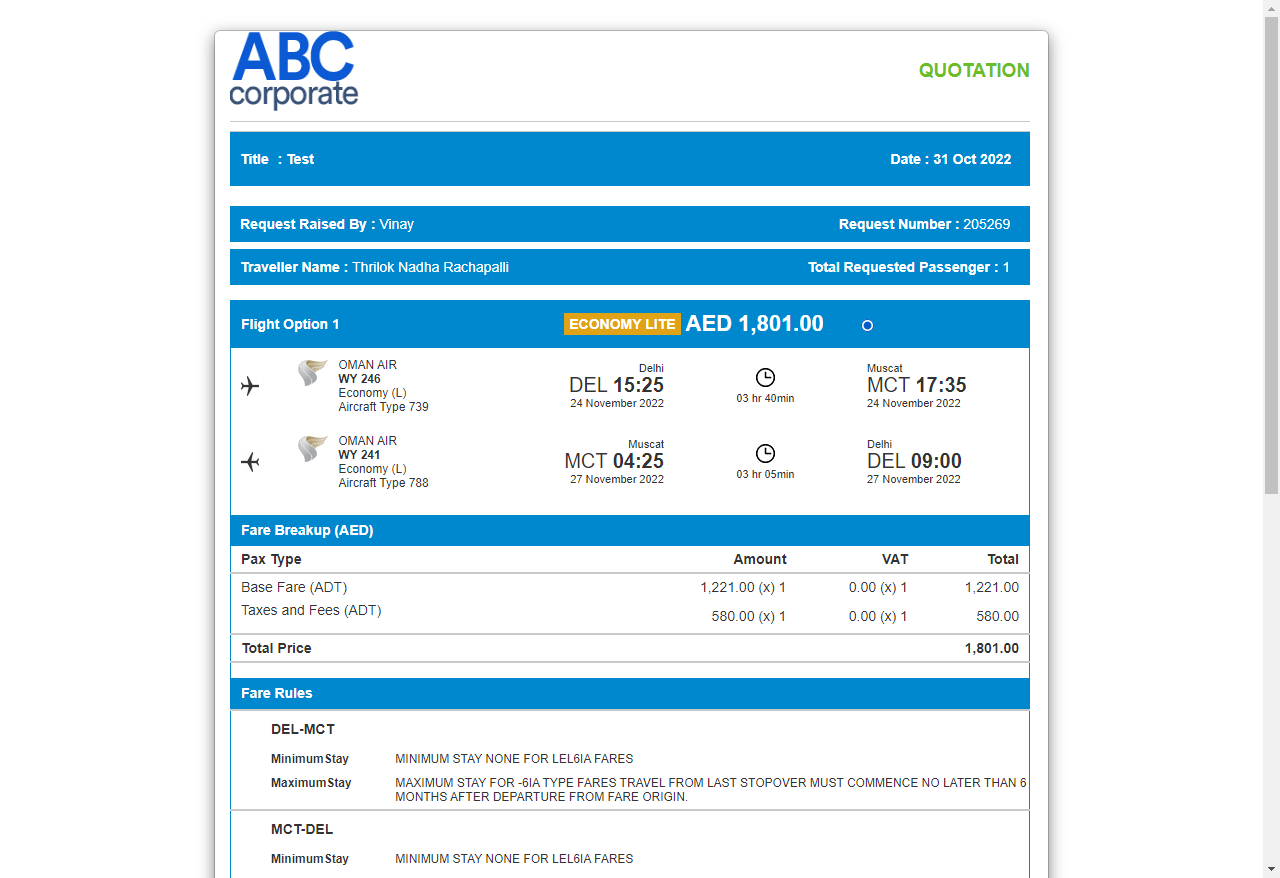 ABC
corporate
QUOTATION
Title : Test
Date : 31 Oct 2022
Request Raised By : Vinay
Request Number : 205269
Traveller Name : Thrilok Nadha Rachapalli
Total Requested Passenger : 1
Flight Option 1
ECONOMY LITE AED 1,801.00
OMAN AIR
WY 246
Economy (L)
Aircraft Type 739
Delhi
DEL 15:25
24 November 2022
03 hr 40min
Muscat
MCT 17:35
24 November 2022
OMAN AIR
WY 241
Economy (L)
Aircraft Type 788
Muscat
MCT 04:25
27 November 2022
03 hr 05min
Delhi
DEL 09:00
27 November 2022
Fare Breakup (AED)
Pax Type Amount VAT Total
Base Fare (ADT) 1,221.00 (x) 1 0.00 (x) 1 1,221.00
Taxes and Fees (ADT) 580.00 (x) 1 0.00 (x) 1 580.00
Total Price 1,801.00
Fare Rules
DEL-MCT
MinimumStay MINIMUM STAY NONE FOR LEL6IA FARES
MaximumStay MAXIMUM STAY FOR -6IA TYPE FARES TRAVEL FROM LAST STOPOVER MUST COMMENCE NO LATER THAN 6
MONTHS AFTER DEPARTURE FROM FARE ORIGIN.
MCT-DEL
MinimumStay MINIMUM STAY NONE FOR LEL6IA FARES